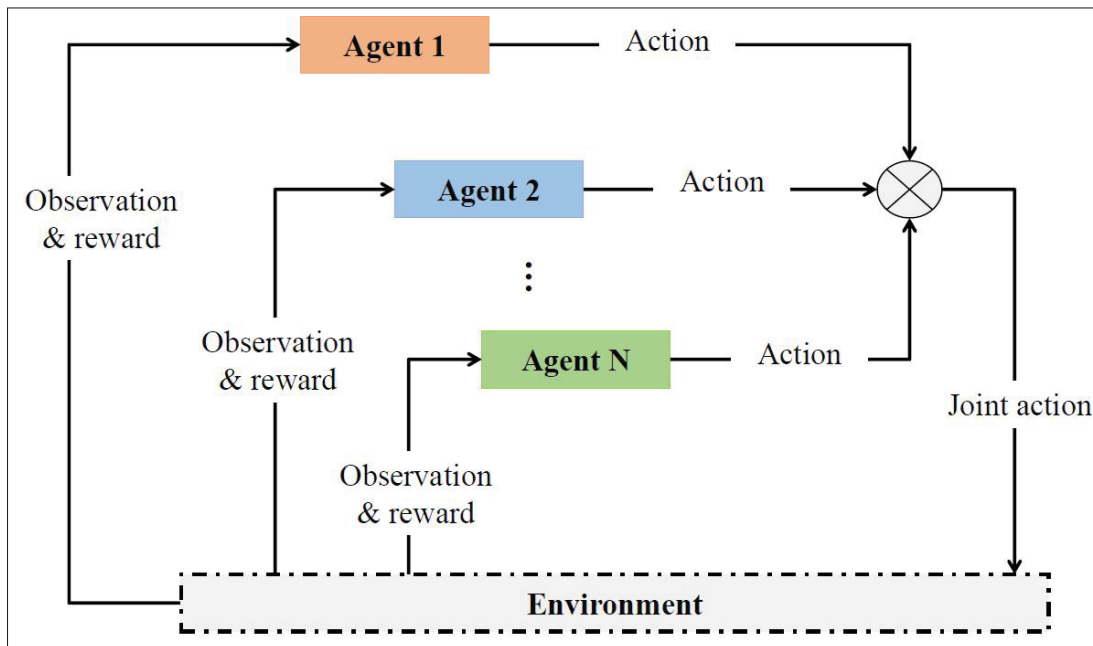 Agent 1
Action
Observation
& reward
Agent 2
Action
⋮
Observation
& reward
Agent N
Action
Joint action
Observation
& reward
Environment